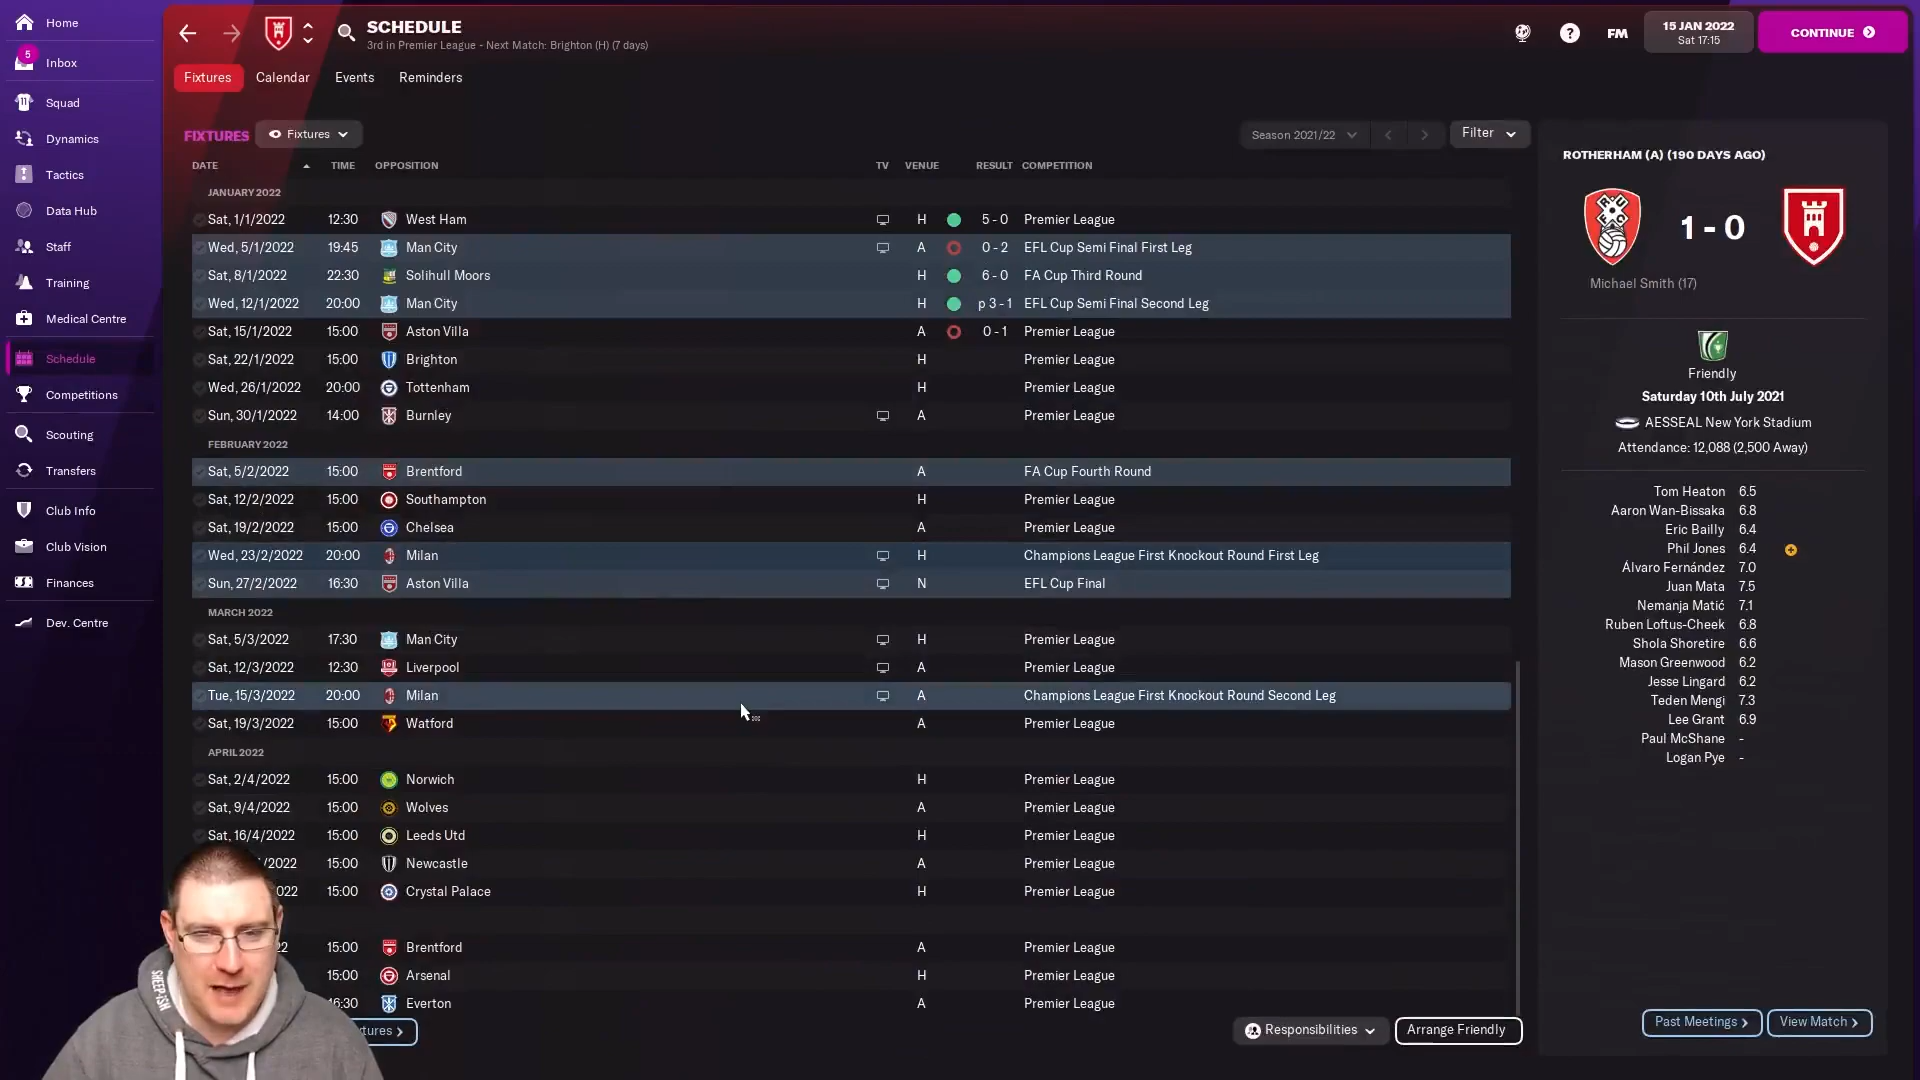 Home
5
Inbox
Squad
Dynamics
Tactics
Data Hub
Staff
Training
Medical Centre
Schedule
Competitions
Scouting
Transfers
Club Info
Club Vision
Finances
Dev. Centre
SCHEDULE
3rd in Premier League - Next Match: Brighton (H) (7 days)
FM
15 JAN 2022
Sat 17:15
CONTINUE
Fixtures Calendar Events Reminders
FIXTURES Fixtures Season 2021/22 Filter
DATE TIME OPPOSITION TV VENUE RESULT COMPETITION
JANUARY 2022
Sat, 1/1/2022 12:30 West Ham H 5 - 0 Premier League
Wed, 5/1/2022 19:45 Man City A 0 - 2 EFL Cup Semi Final First Leg
Sat, 8/1/2022 22:30 Solihull Moors H 6 - 0 FA Cup Third Round
Wed, 12/1/2022 20:00 Man City H p 3 - 1 EFL Cup Semi Final Second Leg
Sat, 15/1/2022 15:00 Aston Villa A 0 - 1 Premier League
Sat, 22/1/2022 15:00 Brighton H Premier League
Wed, 26/1/2022 20:00 Tottenham H Premier League
Sun, 30/1/2022 14:00 Burnley A Premier League
FEBRUARY 2022
Sat, 5/2/2022 15:00 Brentford A FA Cup Fourth Round
Sat, 12/2/2022 15:00 Southampton H Premier League
Sat, 19/2/2022 15:00 Chelsea A Premier League
Wed, 23/2/2022 20:00 Milan H Champions League First Knockout Round First Leg
Sun, 27/2/2022 16:30 Aston Villa N EFL Cup Final
MARCH 2022
Sat, 5/3/2022 17:30 Man City H Premier League
Sat, 12/3/2022 12:30 Liverpool A Premier League
Tue, 15/3/2022 20:00 Milan A Champions League First Knockout Round Second Leg
Sat, 19/3/2022 15:00 Watford A Premier League
APRIL 2022
Sat, 2/4/2022 15:00 Norwich H Premier League
Sat, 9/4/2022 15:00 Wolves A Premier League
Sat, 16/4/2022 15:00 Leeds Utd H Premier League
/2022 15:00 Newcastle A Premier League
022 15:00 Crystal Palace H Premier League
22 15:00 Brentford A Premier League
15:00 Arsenal H Premier League
16:30 Everton A Premier League
tures Responsibilities Arrange Friendly
SHEEP-ISH
ROTHERHAM (A) (190 DAYS AGO)
1 - 0
Michael Smith (17)
Friendly
Saturday 10th July 2021
AESSEAL New York Stadium
Attendance: 12,088 (2,500 Away)
Tom Heaton 6.5
Aaron Wan-Bissaka 6.8
Eric Bailly 6.4
Phil Jones 6.4
Álvaro Fernández 7.0
Juan Mata 7.5
Nemanja Matić 7.1
Ruben Loftus-Cheek 6.8
Shola Shoretire 6.6
Mason Greenwood 6.2
Jesse Lingard 6.2
Teden Mengi 7.3
Lee Grant 6.9
Paul McShane -
Logan Pye -
Past Meetings View Match